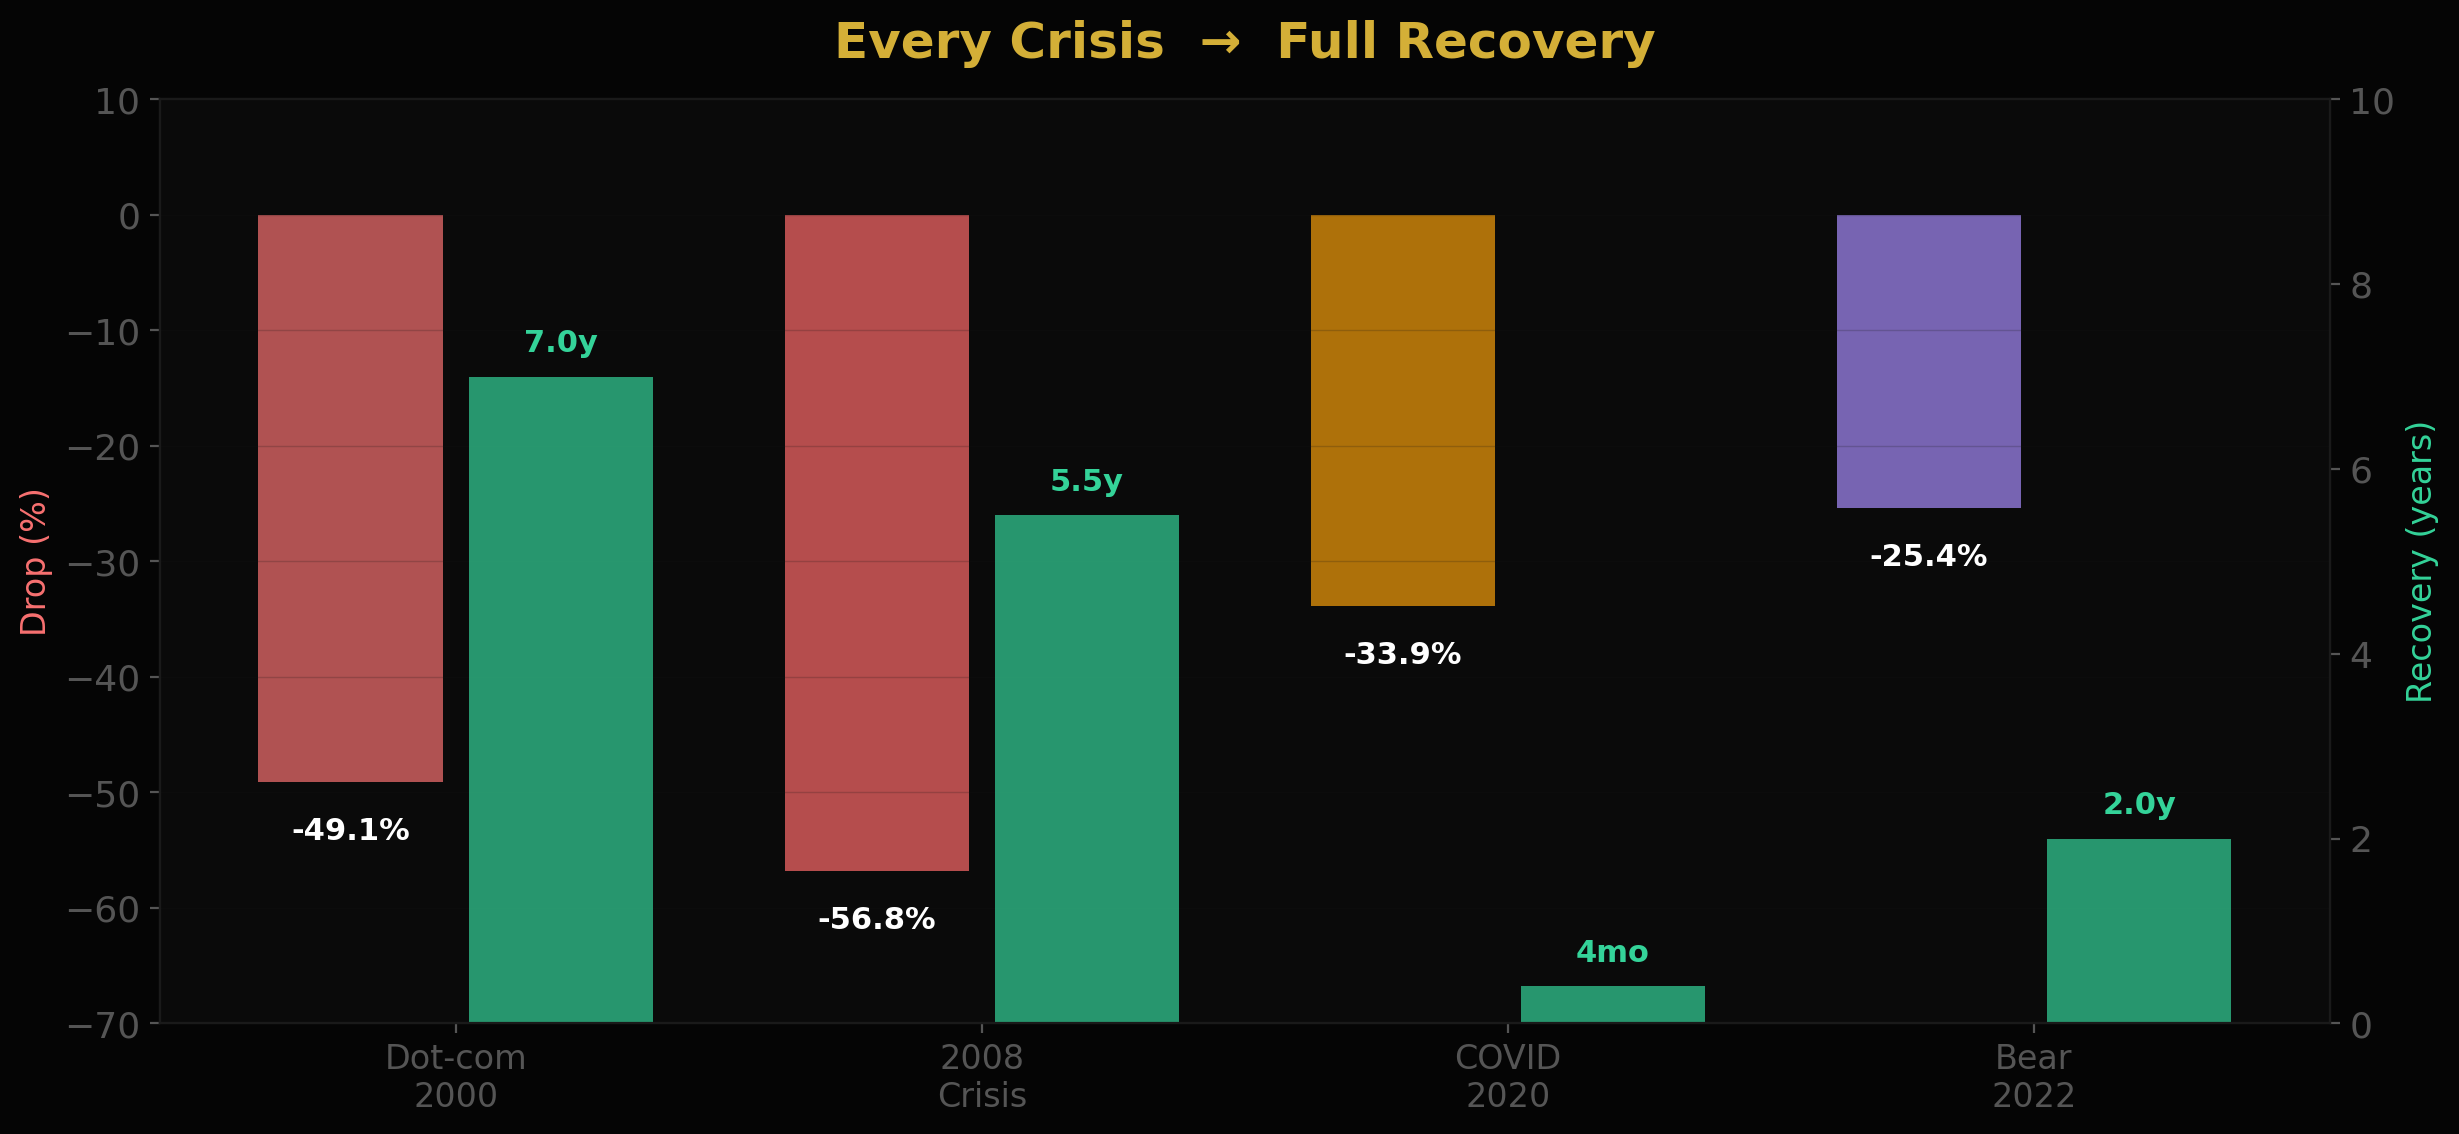 Every Crisis → Full Recovery
10
0
−10
−20
−30
−40
−50
−60
−70
Drop (%)
10
8
6
4
2
0
Recovery (years)
-49.1%
7.0y
-56.8%
5.5y
-33.9%
4mo
-25.4%
2.0y
Dot-com
2000
2008
Crisis
COVID
2020
Bear
2022